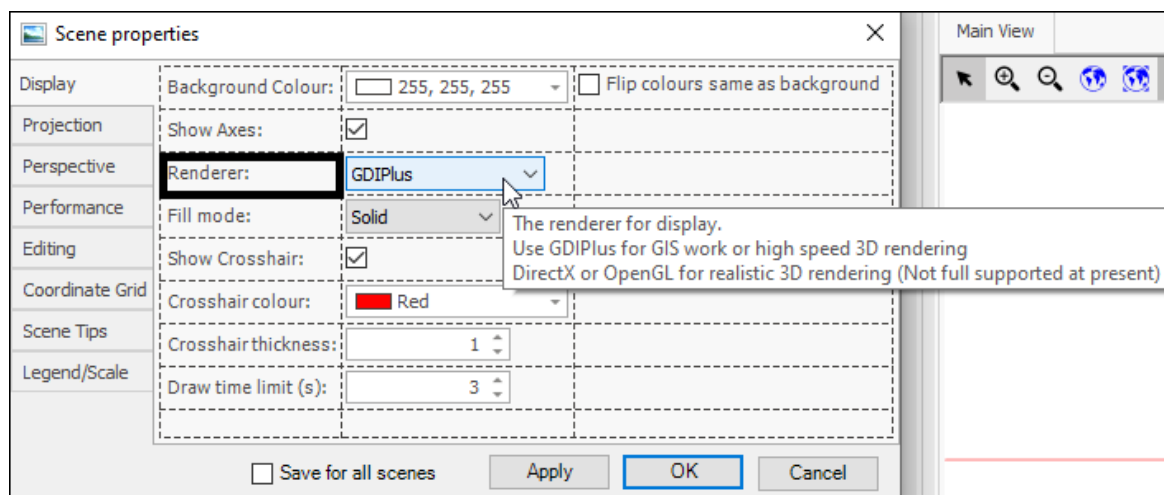 Scene properties
Main View
Display
Projection
Perspective
Performance
Editing
Coordinate Grid
Scene Tips
Legend/Scale
Background Colour: 255, 255, 255 Flip colours same as background
Show Axes:
Renderer: GDIPlus
Fill mode: Solid
Show Crosshair:
Crosshair colour: Red
Crosshair thickness: 1
Draw time limit (s): 3
The renderer for display.
Use GDIPlus for GIS work or high speed 3D rendering
DirectX or OpenGL for realistic 3D rendering (Not full supported at present)
Save for all scenes Apply OK Cancel